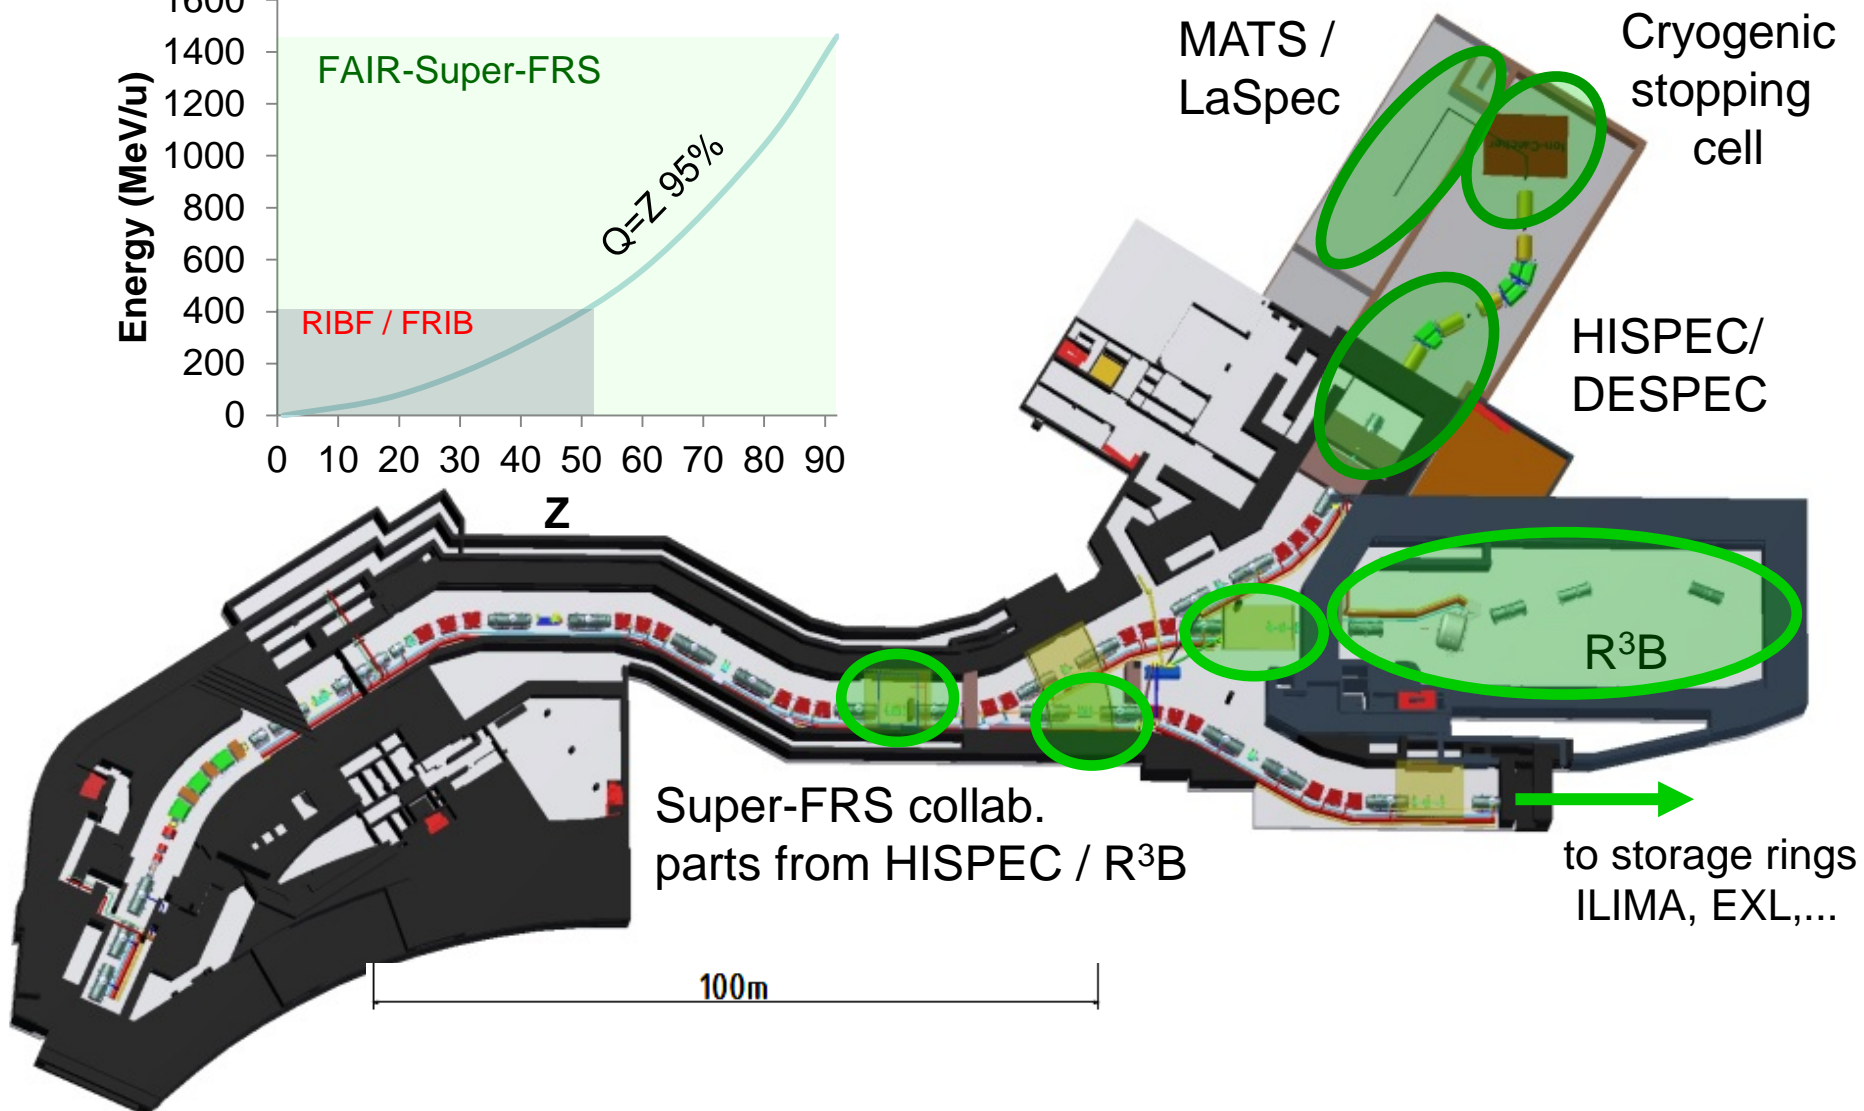 1600
1400
1200
1000
800
600
400
200
0
Energy (MeV/u)
FAIR-Super-FRS
Q=Z 95%
RIBF / FRIB
0 10 20 30 40 50 60 70 80 90
Z
MATS /
LaSpec
Cryogenic
stopping
cell
Ion-Catcher
HISPEC/
DESPEC
R³B
Super-FRS collab.
parts from HISPEC / R³B
to storage rings
ILIMA, EXL,...
100m